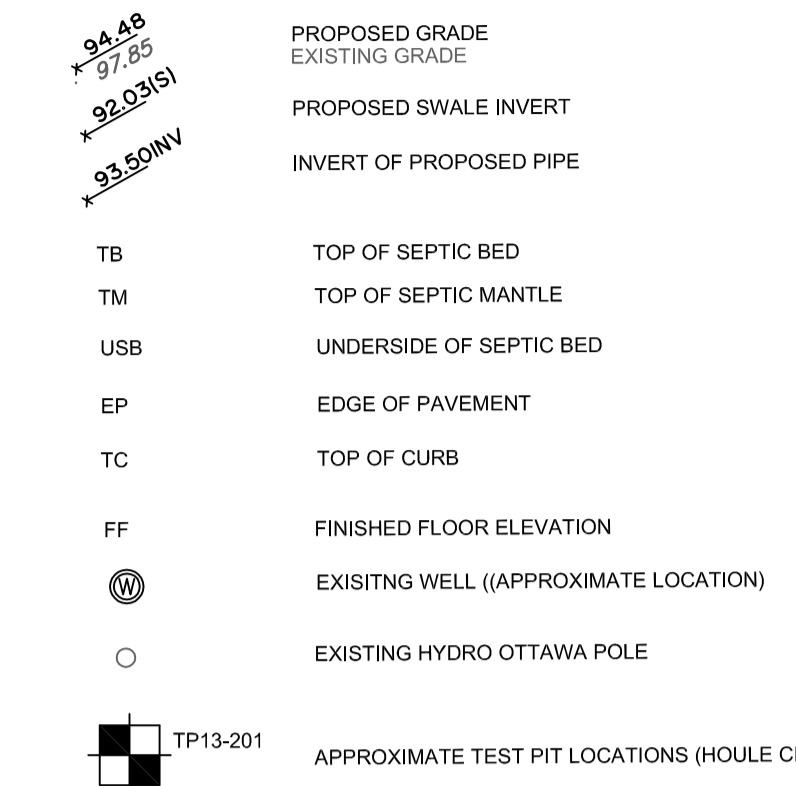 94.48 PROPOSED GRADE
97.85 EXISTING GRADE
92.03(S) PROPOSED SWALE INVERT
93.50INV INVERT OF PROPOSED PIPE
TB TOP OF SEPTIC BED
TM TOP OF SEPTIC MANTLE
USB UNDERSIDE OF SEPTIC BED
EP EDGE OF PAVEMENT
TC TOP OF CURB
FF FINISHED FLOOR ELEVATION
W EXISITNG WELL ((APPROXIMATE LOCATION)
EXISTING HYDRO OTTAWA POLE
TP13-201 APPROXIMATE TEST PIT LOCATIONS (HOULE